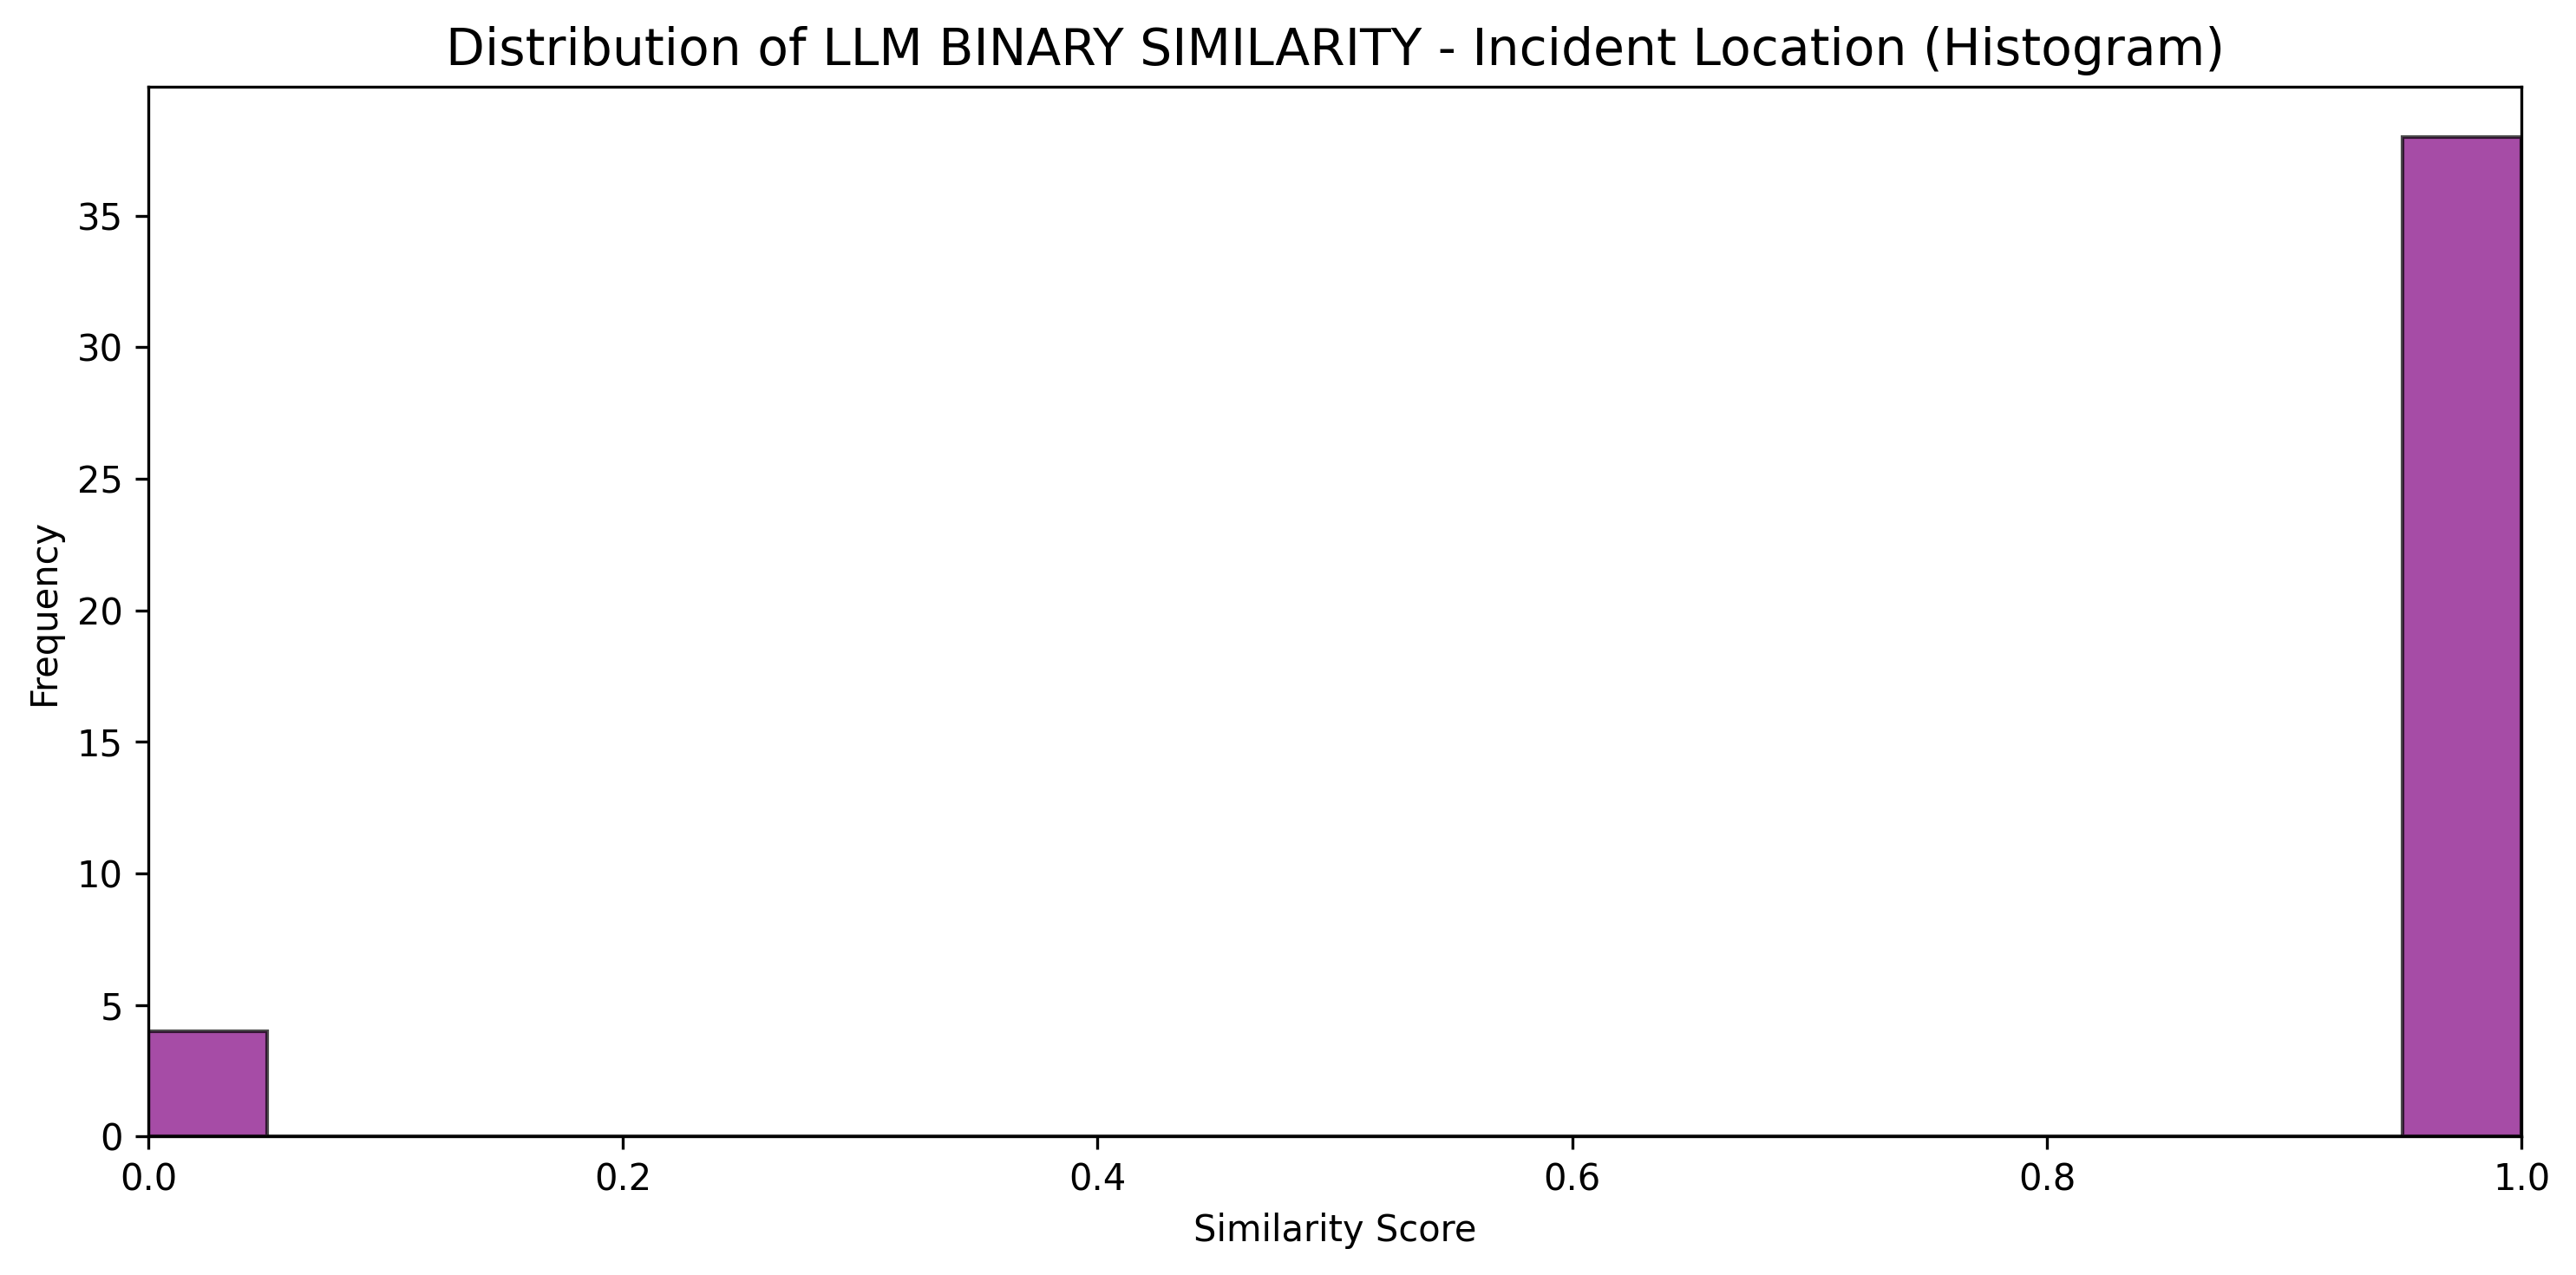 Distribution of LLM BINARY SIMILARITY - Incident Location (Histogram)
Frequency
35
30
25
20
15
10
5
0
0.0 0.2 0.4 0.6 0.8 1.0
Similarity Score